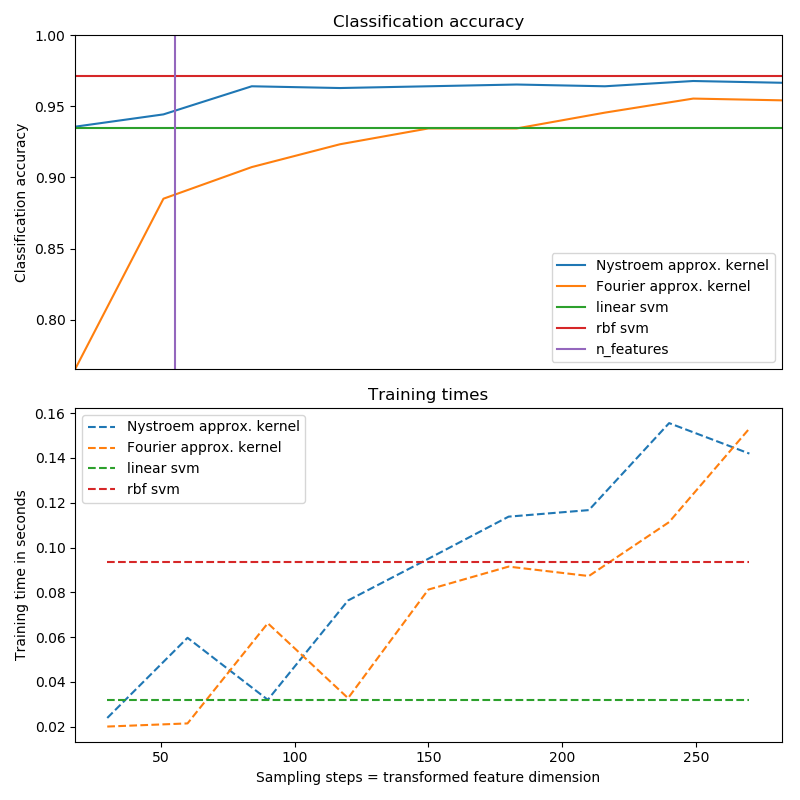 Classification accuracy
1.00
0.95
0.90
0.85
0.80
Classification accuracy
Nystroem approx. kernel
Fourier approx. kernel
linear svm
rbf svm
n_features
Training times
0.16
0.14
0.12
0.10
0.08
0.06
0.04
0.02
Training time in seconds
Nystroem approx. kernel
Fourier approx. kernel
linear svm
rbf svm
50 100 150 200 250
Sampling steps = transformed feature dimension